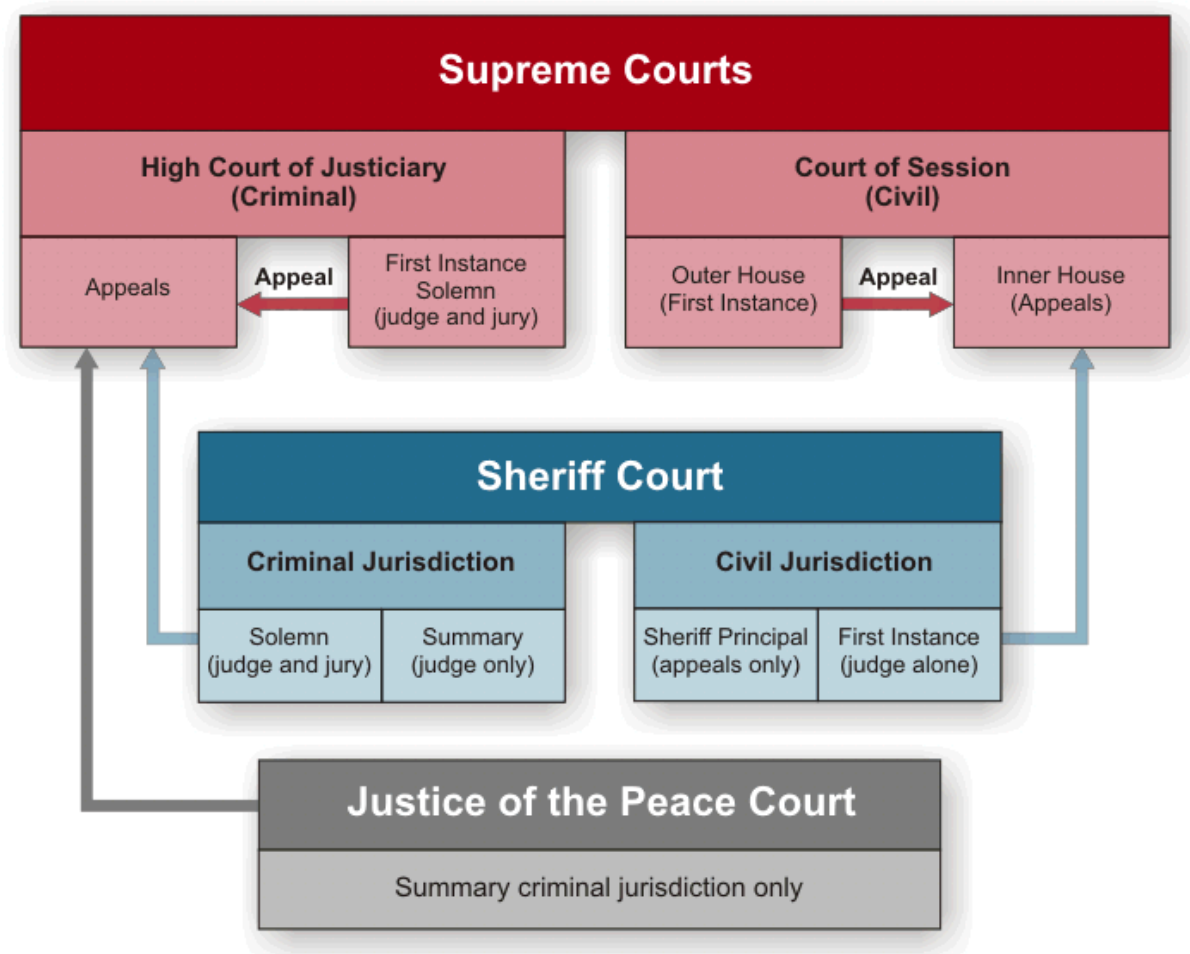 Supreme Courts
High Court of Justiciary
(Criminal)
Court of Session
(Civil)
Appeals
Appeal
First Instance
Solemn
(judge and jury)
Outer House
(First Instance)
Appeal
Inner House
(Appeals)
Sheriff Court
Criminal Jurisdiction
Civil Jurisdiction
Solemn
(judge and jury)
Summary
(judge only)
Sheriff Principal
(appeals only)
First Instance
(judge alone)
Justice of the Peace Court
Summary criminal jurisdiction only